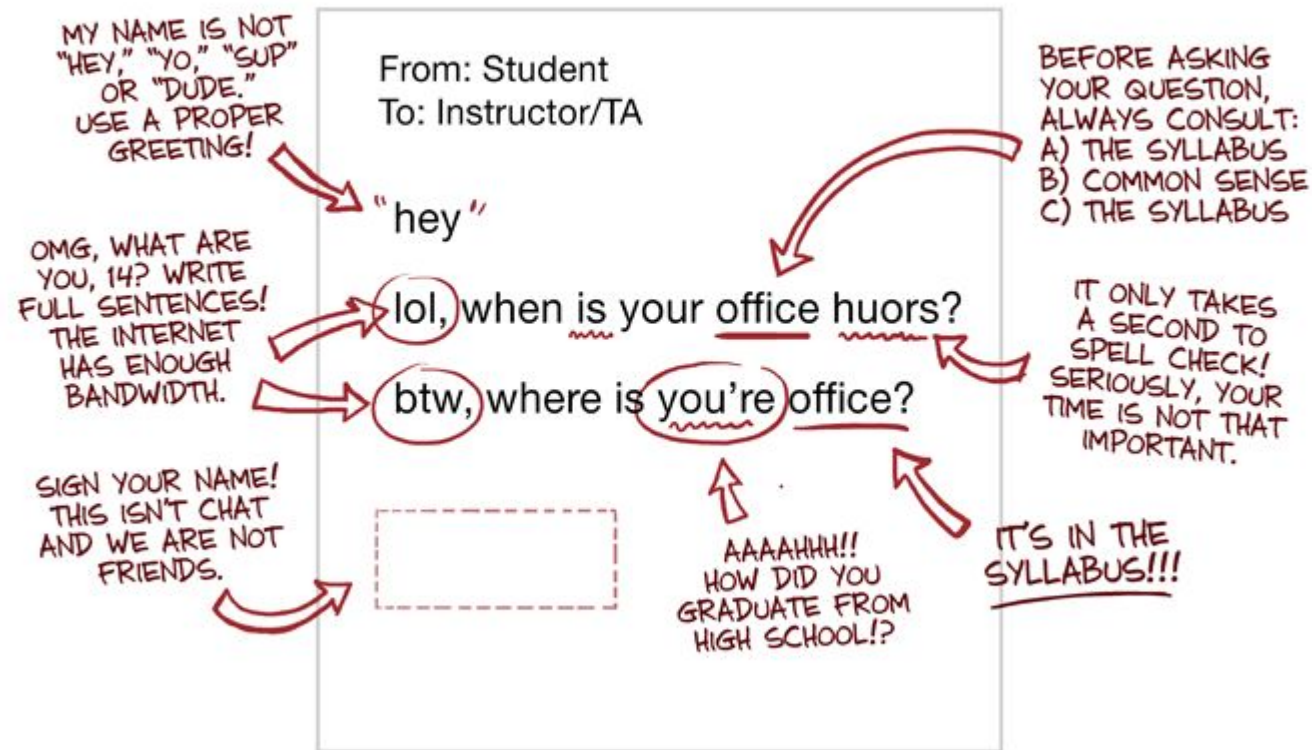 MY NAME IS NOT
"HEY," "YO," "SUP"
OR "DUDE."
USE A PROPER
GREETING!
From: Student
To: Instructor/TA
BEFORE ASKING
YOUR QUESTION,
ALWAYS CONSULT:
A) THE SYLLABUS
B) COMMON SENSE
C) THE SYLLABUS
"hey"
OMG, WHAT ARE
YOU, 14? WRITE
FULL SENTENCES!
THE INTERNET
HAS ENOUGH
BANDWIDTH.
lol, when is your office huors?
btw, where is you're office?
IT ONLY TAKES
A SECOND TO
SPELL CHECK!
SERIOUSLY, YOUR
TIME IS NOT THAT
IMPORTANT.
SIGN YOUR NAME!
THIS ISN'T CHAT
AND WE ARE NOT
FRIENDS.
AAAAHHH!!
HOW DID YOU
GRADUATE FROM
HIGH SCHOOL!?
IT'S IN THE
SYLLABUS!!!